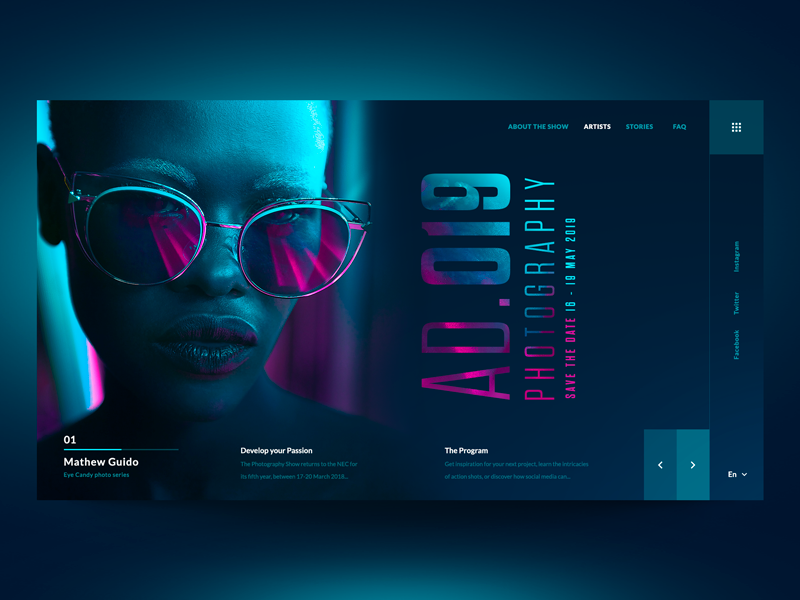 ABOUT THE SHOW
ARTISTS
STORIES
FAQ
AD.019
PHOTOGRAPHY
SAVE THE DATE 16 - 19 MAY 2019
Instagram
Twitter
Facebook
01
Mathew Guido
Eye Candy photo series
Develop your Passion
The Photography Show returns to the NEC for
its fifth year, between 17-20 March 2018...
The Program
Get inspiration for your next project, learn the intricacies
of action shots, or discover how social media can...
En